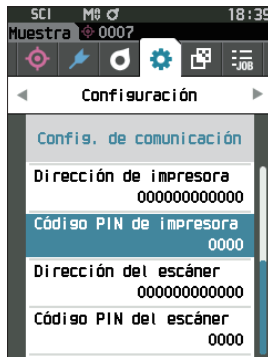 SCI M0 18:39
Muestra 0007
JOB
Configuración
Config. de comunicación
Dirección de impresora
000000000000
Código PIN de impresora
0000
Dirección del escáner
000000000000
Código PIN del escáner
0000